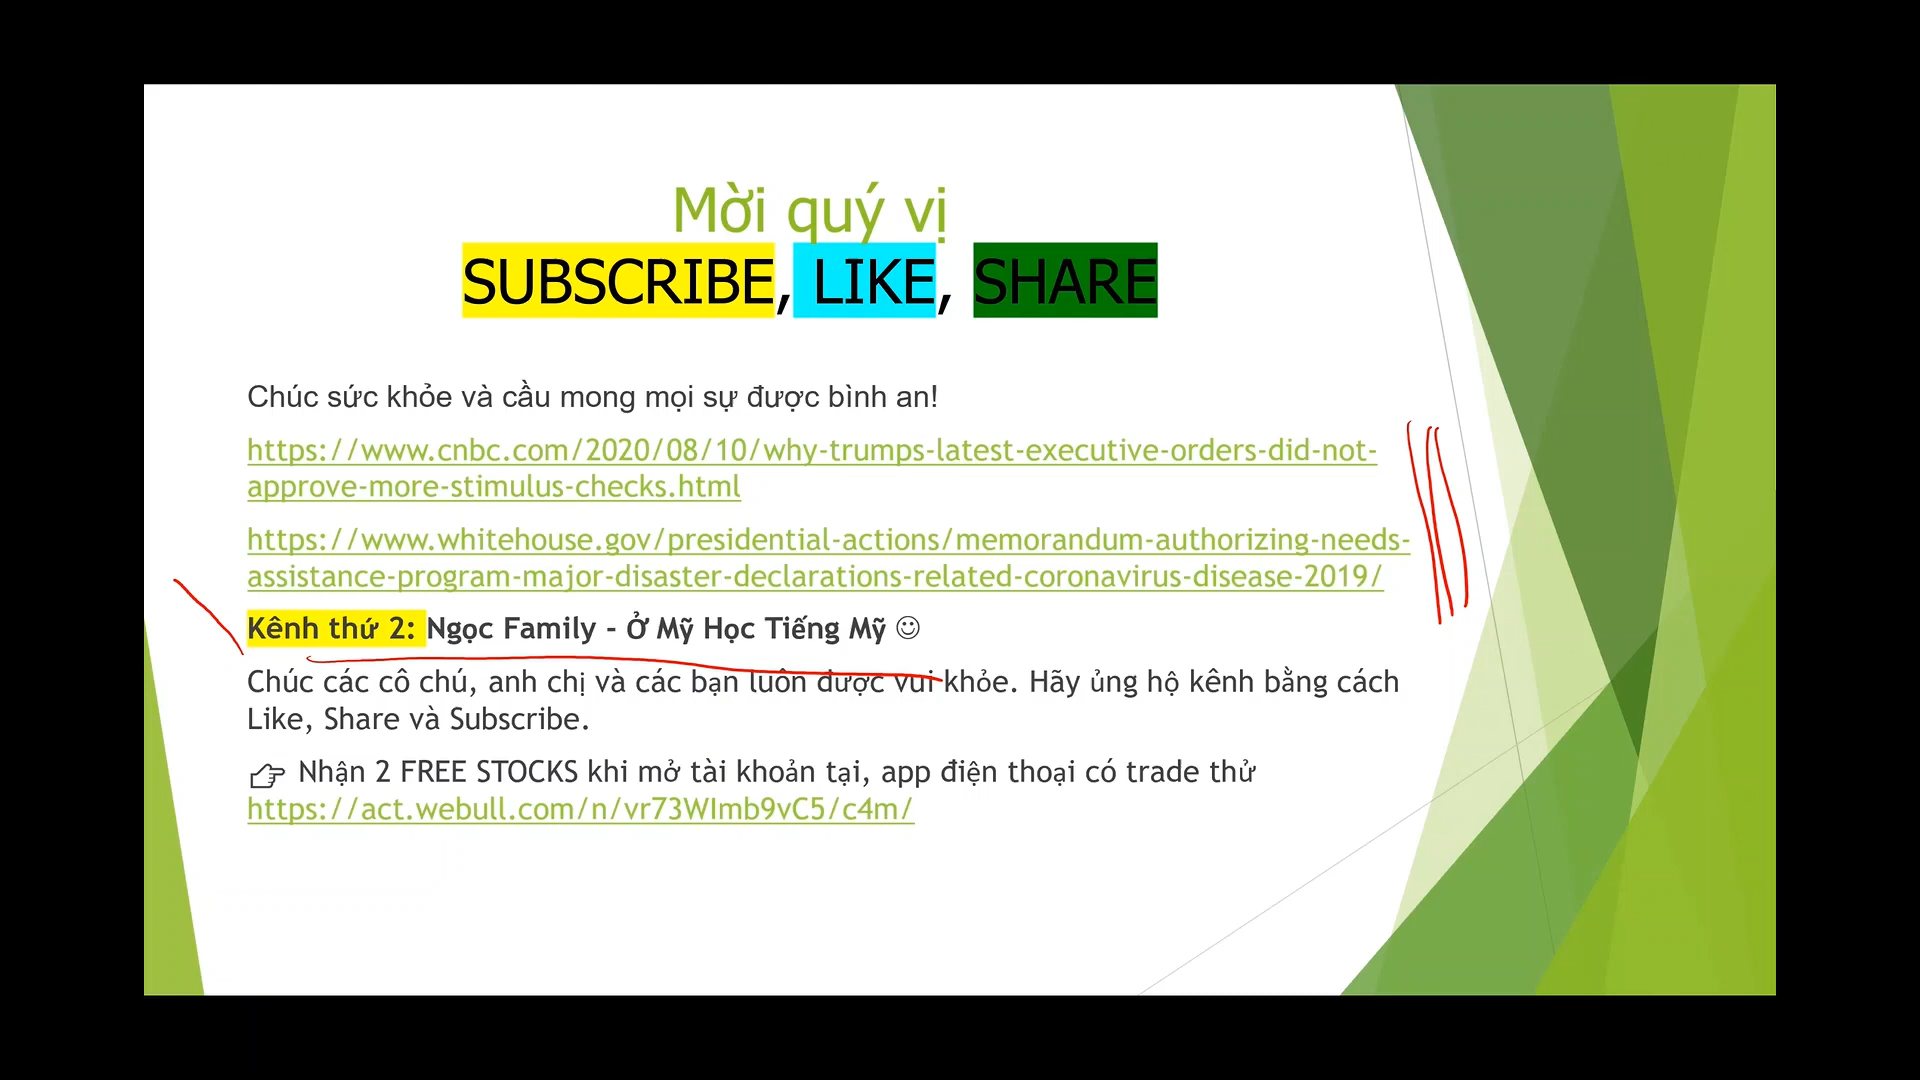 Mời quý vị
SUBSCRIBE, LIKE, SHARE
Chúc sức khỏe và cầu mong mọi sự được bình an!
https://www.cnbc.com/2020/08/10/why-trumps-latest-executive-orders-did-not-
approve-more-stimulus-checks.html
https://www.whitehouse.gov/presidential-actions/memorandum-authorizing-needs-
assistance-program-major-disaster-declarations-related-coronavirus-disease-2019/
Kênh thứ 2: Ngọc Family - Ở Mỹ Học Tiếng Mỹ ☺
Chúc các cô chú, anh chị và các bạn luôn được vui khỏe. Hãy ủng hộ kênh bằng cách
Like, Share và Subscribe.
👉 Nhận 2 FREE STOCKS khi mở tài khoản tại, app điện thoại có trade thử
https://act.webull.com/n/vr73WImb9vC5/c4m/